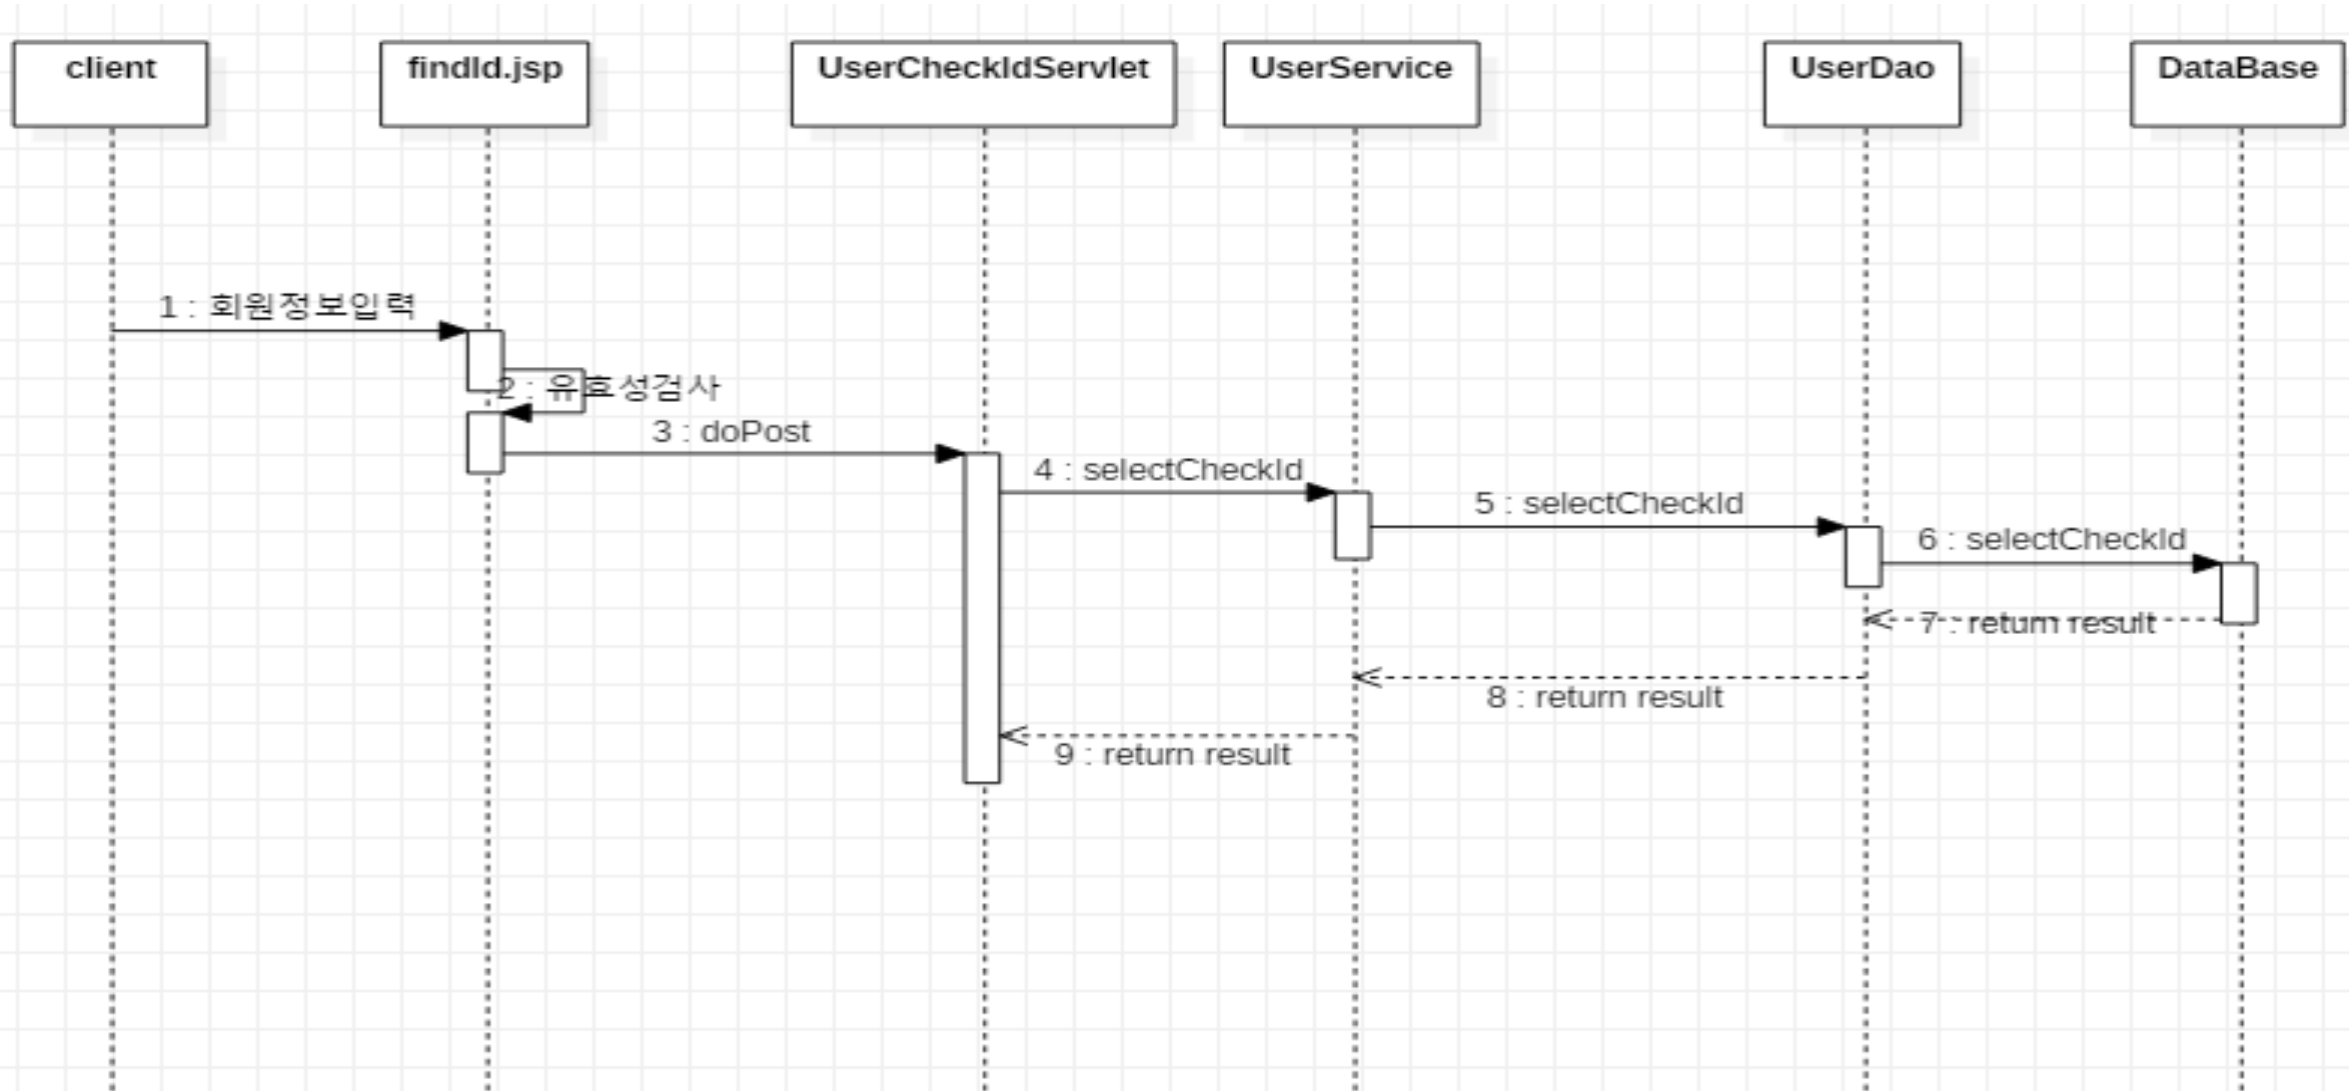 client
findId.jsp
UserCheckIdServlet
UserService
UserDao
DataBase
1 : 회원정보입력
2 : 유효성검사
3 : doPost
4 : selectCheckId
5 : selectCheckId
6 : selectCheckId
7 : return result
8 : return result
9 : return result